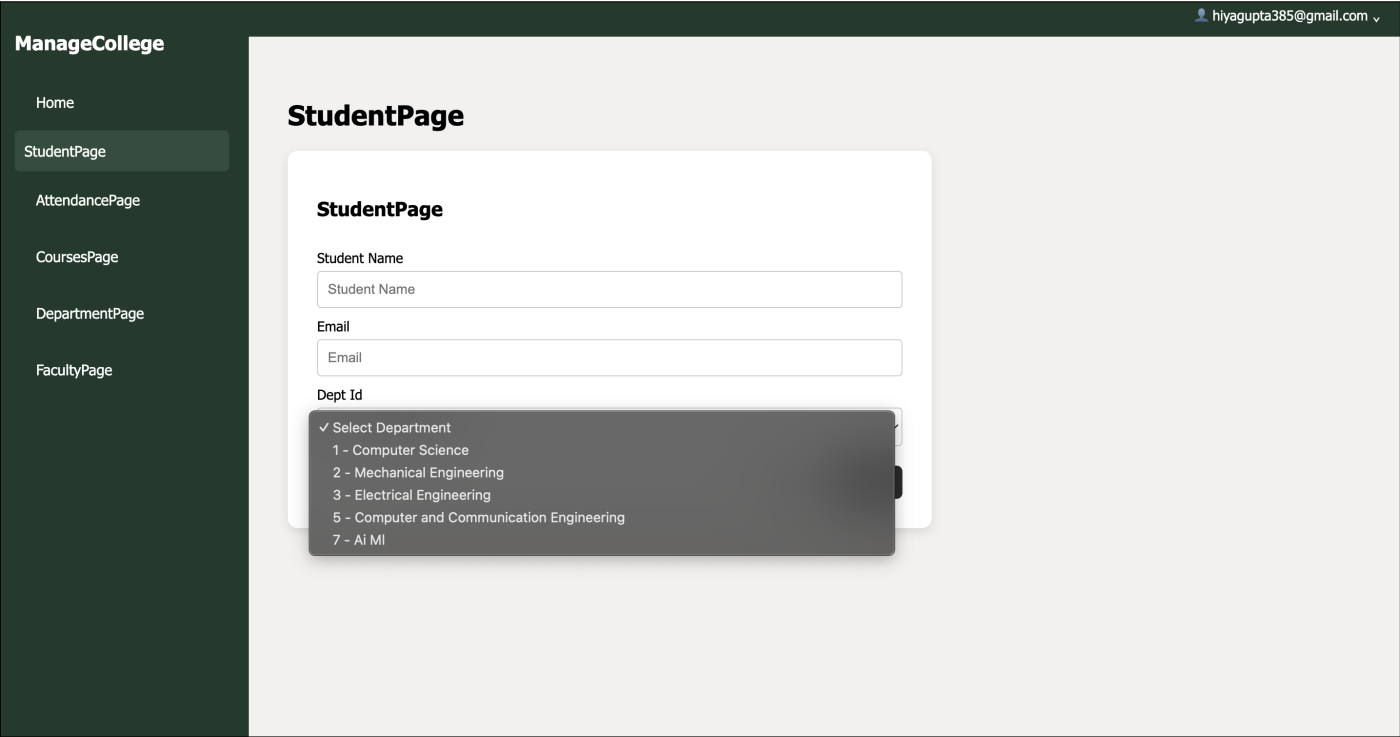 hiyagupta385@gmail.com
ManageCollege
Home
StudentPage
AttendancePage
CoursesPage
DepartmentPage
FacultyPage
StudentPage
StudentPage
Student Name
Student Name
Email
Email
Dept Id
✓ Select Department
1 - Computer Science
2 - Mechanical Engineering
3 - Electrical Engineering
5 - Computer and Communication Engineering
7 - Ai Ml